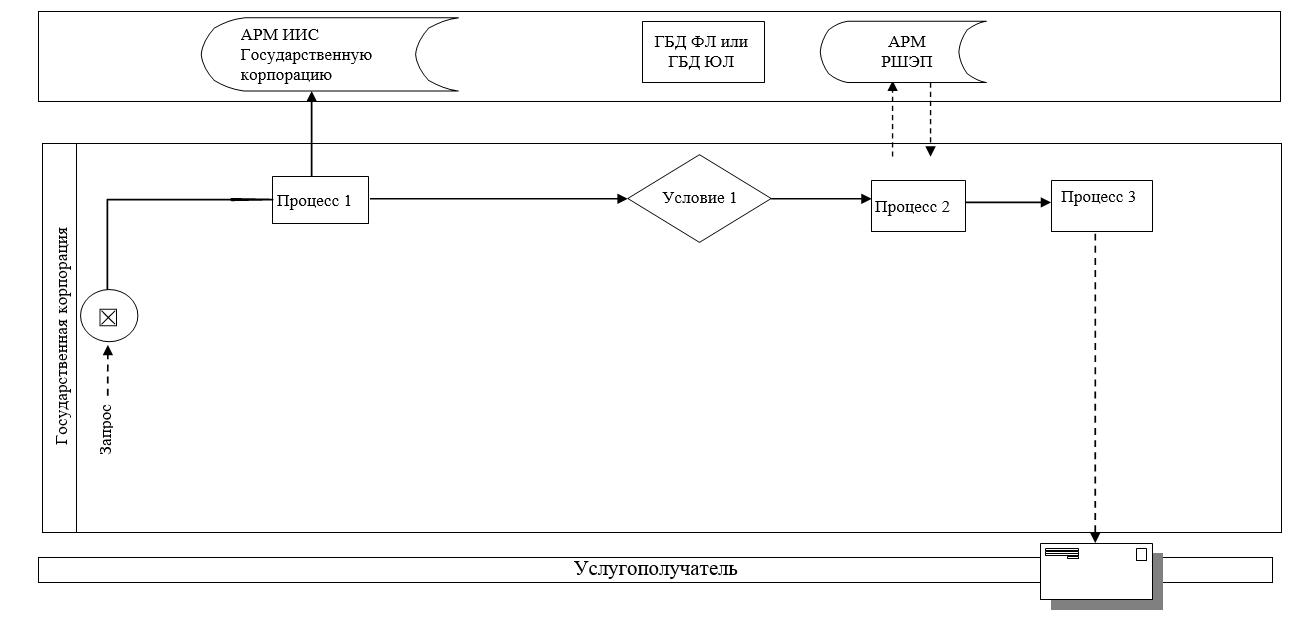 АРМ ИИС
Государственную
корпорацию
ГБД ФЛ или
ГБД ЮЛ
АРМ
РШЭП
Государственная корпорация
Запрос
Процесс 1
Условие 1
Процесс 2
Процесс 3
Услугополучатель